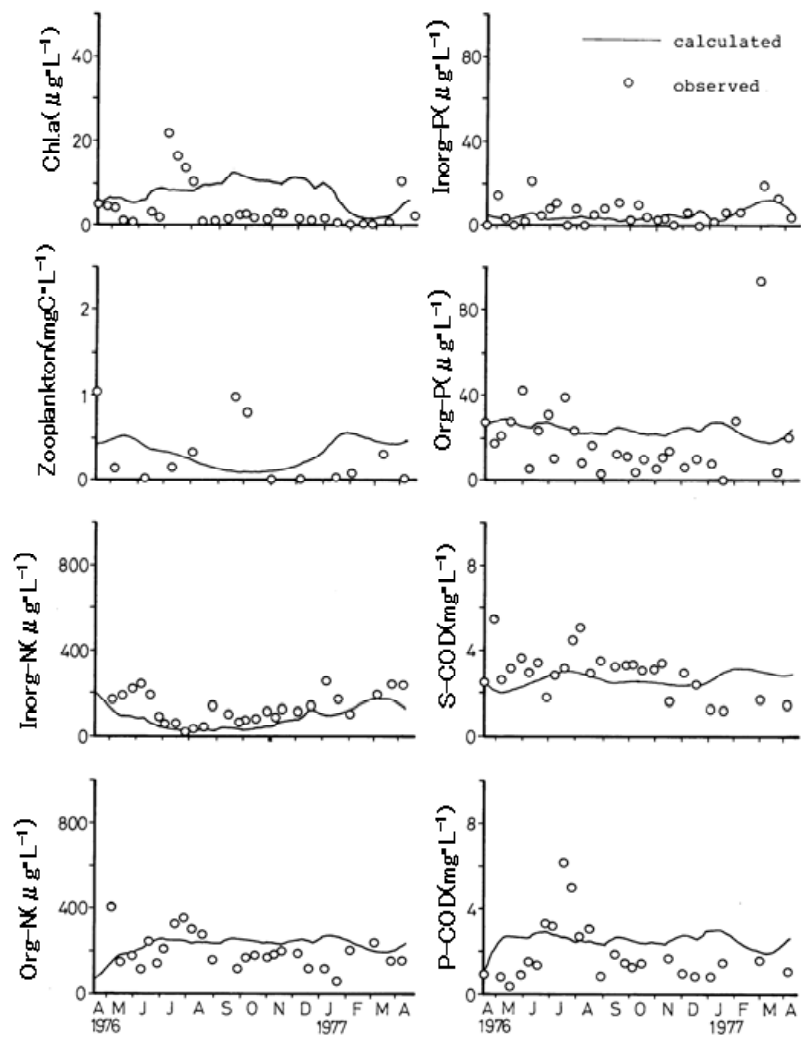 Chl.a(μg·L⁻¹)
40
20
0
Inorg-P(μg·L⁻¹)
80
40
0
calculated
observed
Zooplankton(mgC·L⁻¹)
2
1
0
Org-P(μg·L⁻¹)
80
40
0
Inorg-N(μg·L⁻¹)
800
400
0
S-COD(mg·L⁻¹)
8
4
0
Org-N(μg·L⁻¹)
800
400
0
A M J J A S O N D J F M A
1976 1977
P-COD(mg·L⁻¹)
8
4
0
A M J J A S O N D J F M A
1976 1977